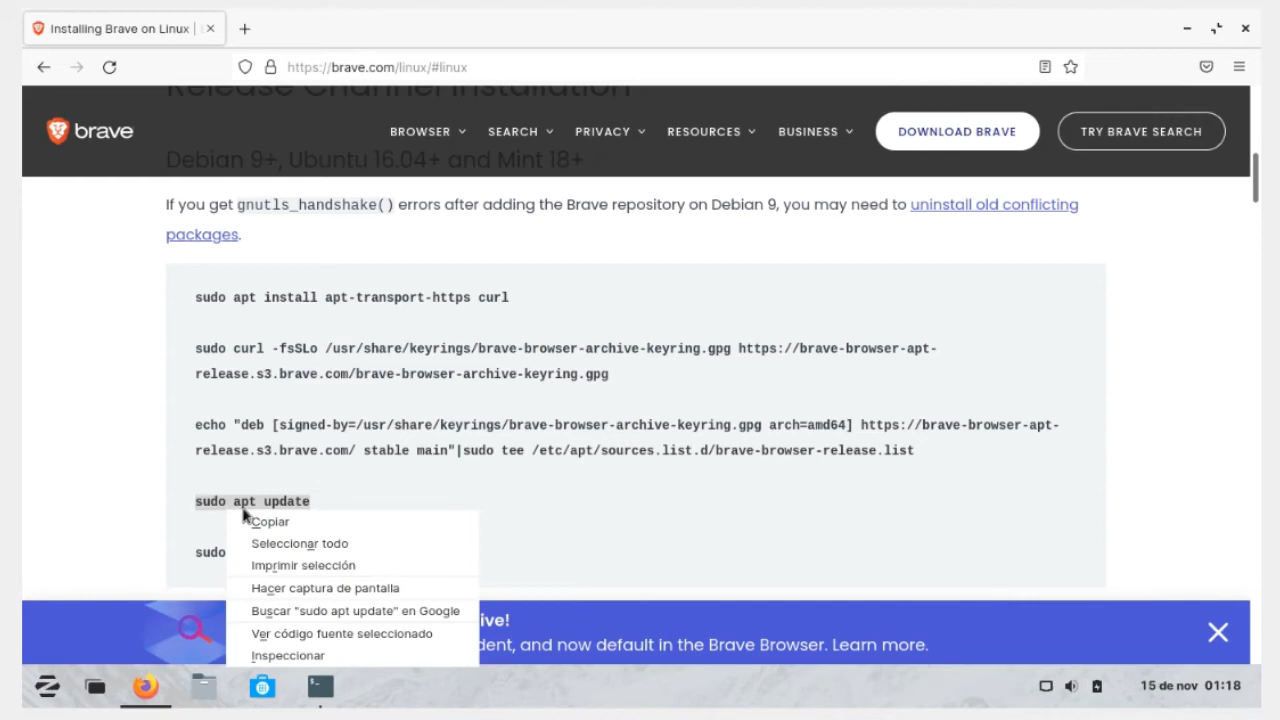 Installing Brave on Linux |
https://brave.com/linux/#linux
Release Channel Installation
brave
BROWSER
SEARCH
PRIVACY
RESOURCES
BUSINESS
DOWNLOAD BRAVE
TRY BRAVE SEARCH
Debian 9+, Ubuntu 16.04+ and Mint 18+
If you get gnutls_handshake() errors after adding the Brave repository on Debian 9, you may need to uninstall old conflicting
packages.
sudo apt install apt-transport-https curl
sudo curl -fsSLo /usr/share/keyrings/brave-browser-archive-keyring.gpg https://brave-browser-apt-
release.s3.brave.com/brave-browser-archive-keyring.gpg
echo "deb [signed-by=/usr/share/keyrings/brave-browser-archive-keyring.gpg arch=amd64] https://brave-browser-apt-
release.s3.brave.com/ stable main"|sudo tee /etc/apt/sources.list.d/brave-browser-release.list
sudo apt update
sudo
Copiar
Seleccionar todo
Imprimir selección
Hacer captura de pantalla
Buscar "sudo apt update" en Google
Ver código fuente seleccionado
Inspeccionar
ive!
dent, and now default in the Brave Browser. Learn more.
15 de nov 01:18